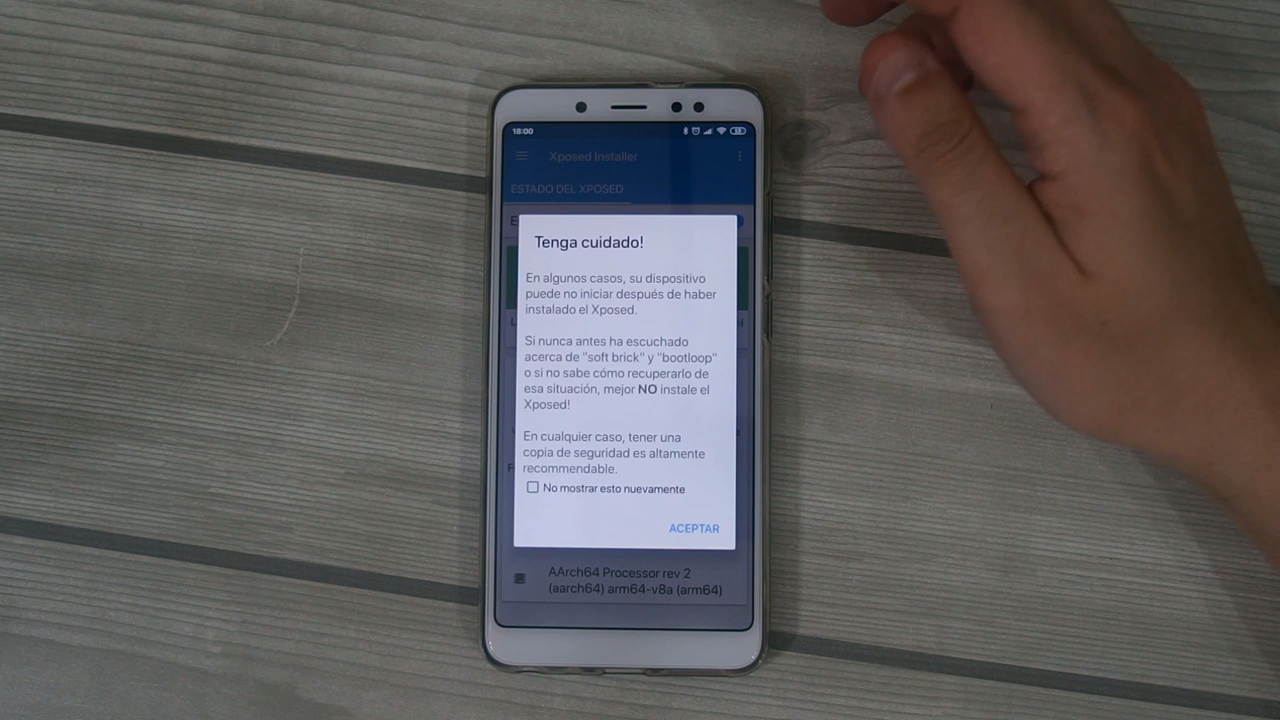 18:00
Xposed Installer
ESTADO DEL XPOSED
Tenga cuidado!
En algunos casos, su dispositivo
puede no iniciar después de haber
instalado el Xposed.
Si nunca antes ha escuchado
acerca de "soft brick" y "bootloop"
o si no sabe cómo recuperarlo de
esa situación, mejor NO instale el
Xposed!
En cualquier caso, tener una
copia de seguridad es altamente
recommendable.
No mostrar esto nuevamente
ACEPTAR
AArch64 Processor rev 2
(aarch64) arm64-v8a (arm64)